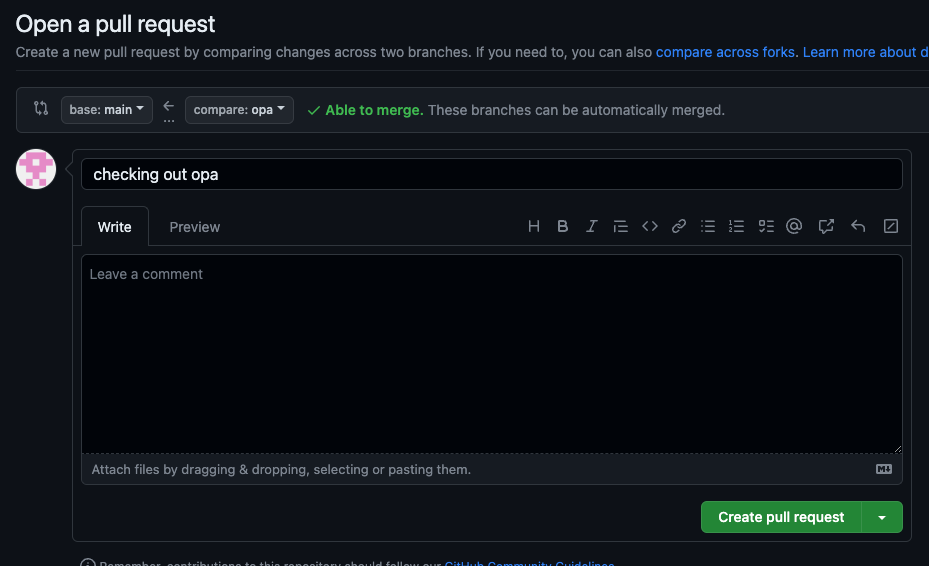 Open a pull request
Create a new pull request by comparing changes across two branches. If you need to, you can also compare across forks. Learn more about d
base: main ← compare: opa ✓ Able to merge. These branches can be automatically merged.
...
checking out opa
Write Preview
Leave a comment
Attach files by dragging & dropping, selecting or pasting them.
Create pull request
Remember, contributions to this repository should follow our GitHub Community Guidelines.